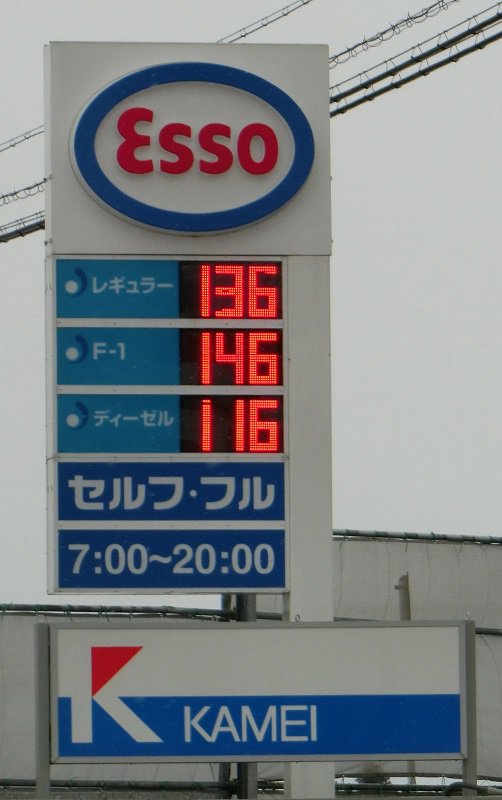 Esso
レギュラー 136
F-1 146
ディーゼル 116
セルフ・フル
7:00~20:00
K KAMEI